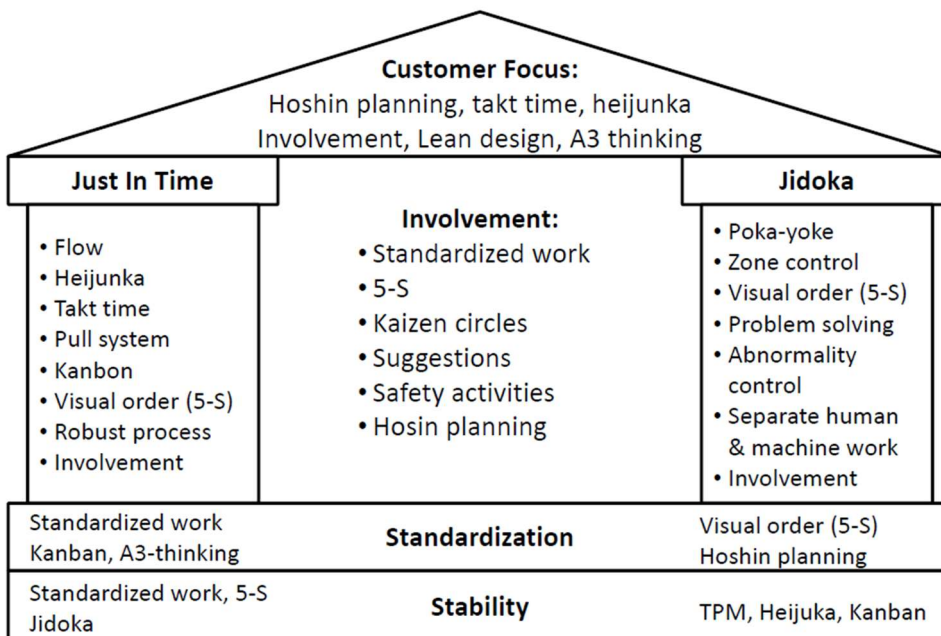 Customer Focus:
Hoshin planning, takt time, heijunka
Involvement, Lean design, A3 thinking
Just In Time
• Flow
• Heijunka
• Takt time
• Pull system
• Kanbon
• Visual order (5-S)
• Robust process
• Involvement
Involvement:
• Standardized work
• 5-S
• Kaizen circles
• Suggestions
• Safety activities
• Hosin planning
Jidoka
• Poka-yoke
• Zone control
• Visual order (5-S)
• Problem solving
• Abnormality
control
• Separate human
& machine work
• Involvement
Standardized work
Kanban, A3-thinking
Standardization
Visual order (5-S)
Hoshin planning
Standardized work, 5-S
Jidoka
Stability
TPM, Heijuka, Kanban